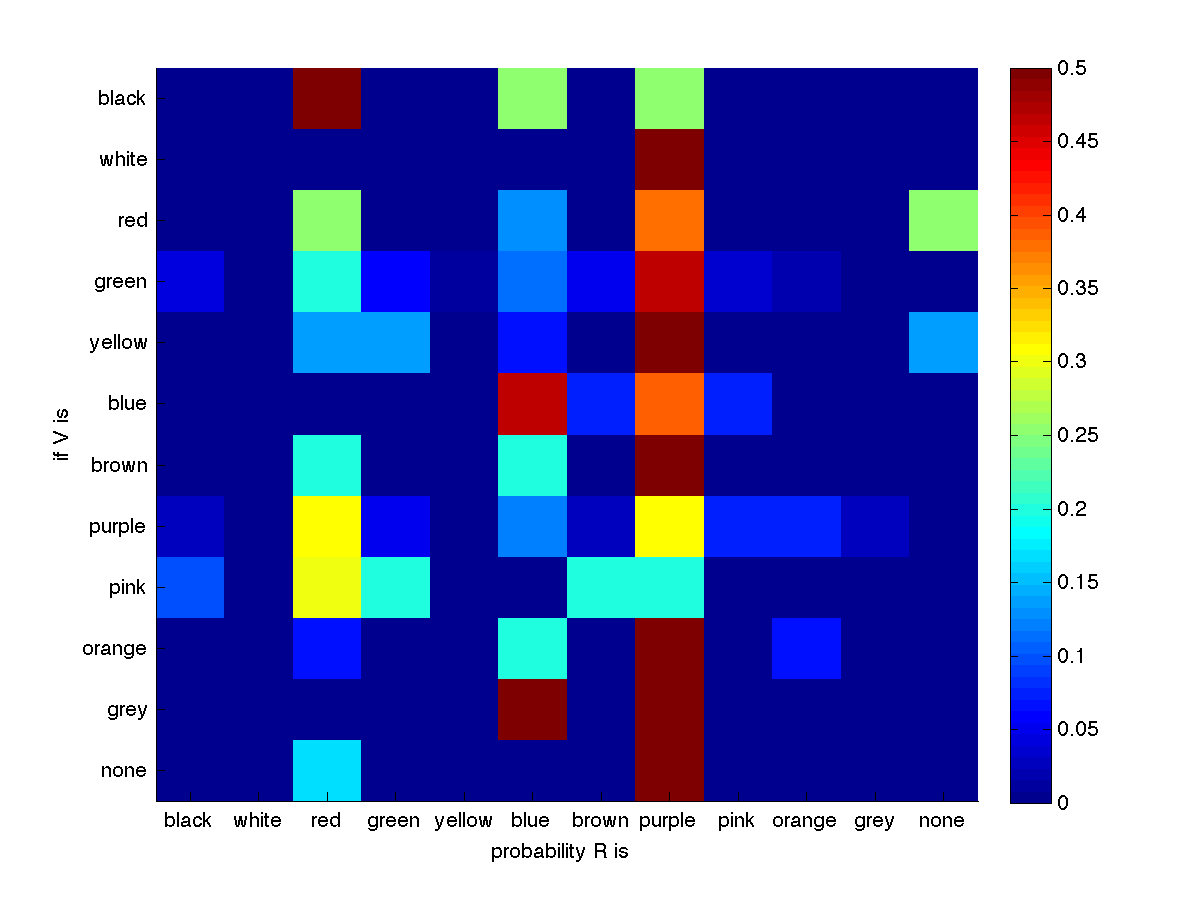 black
white
red
green
yellow
blue
brown
purple
pink
orange
grey
none
if V is
black white red green yellow blue brown purple pink orange grey none
probability R is
0.5
0.45
0.4
0.35
0.3
0.25
0.2
0.15
0.1
0.05
0